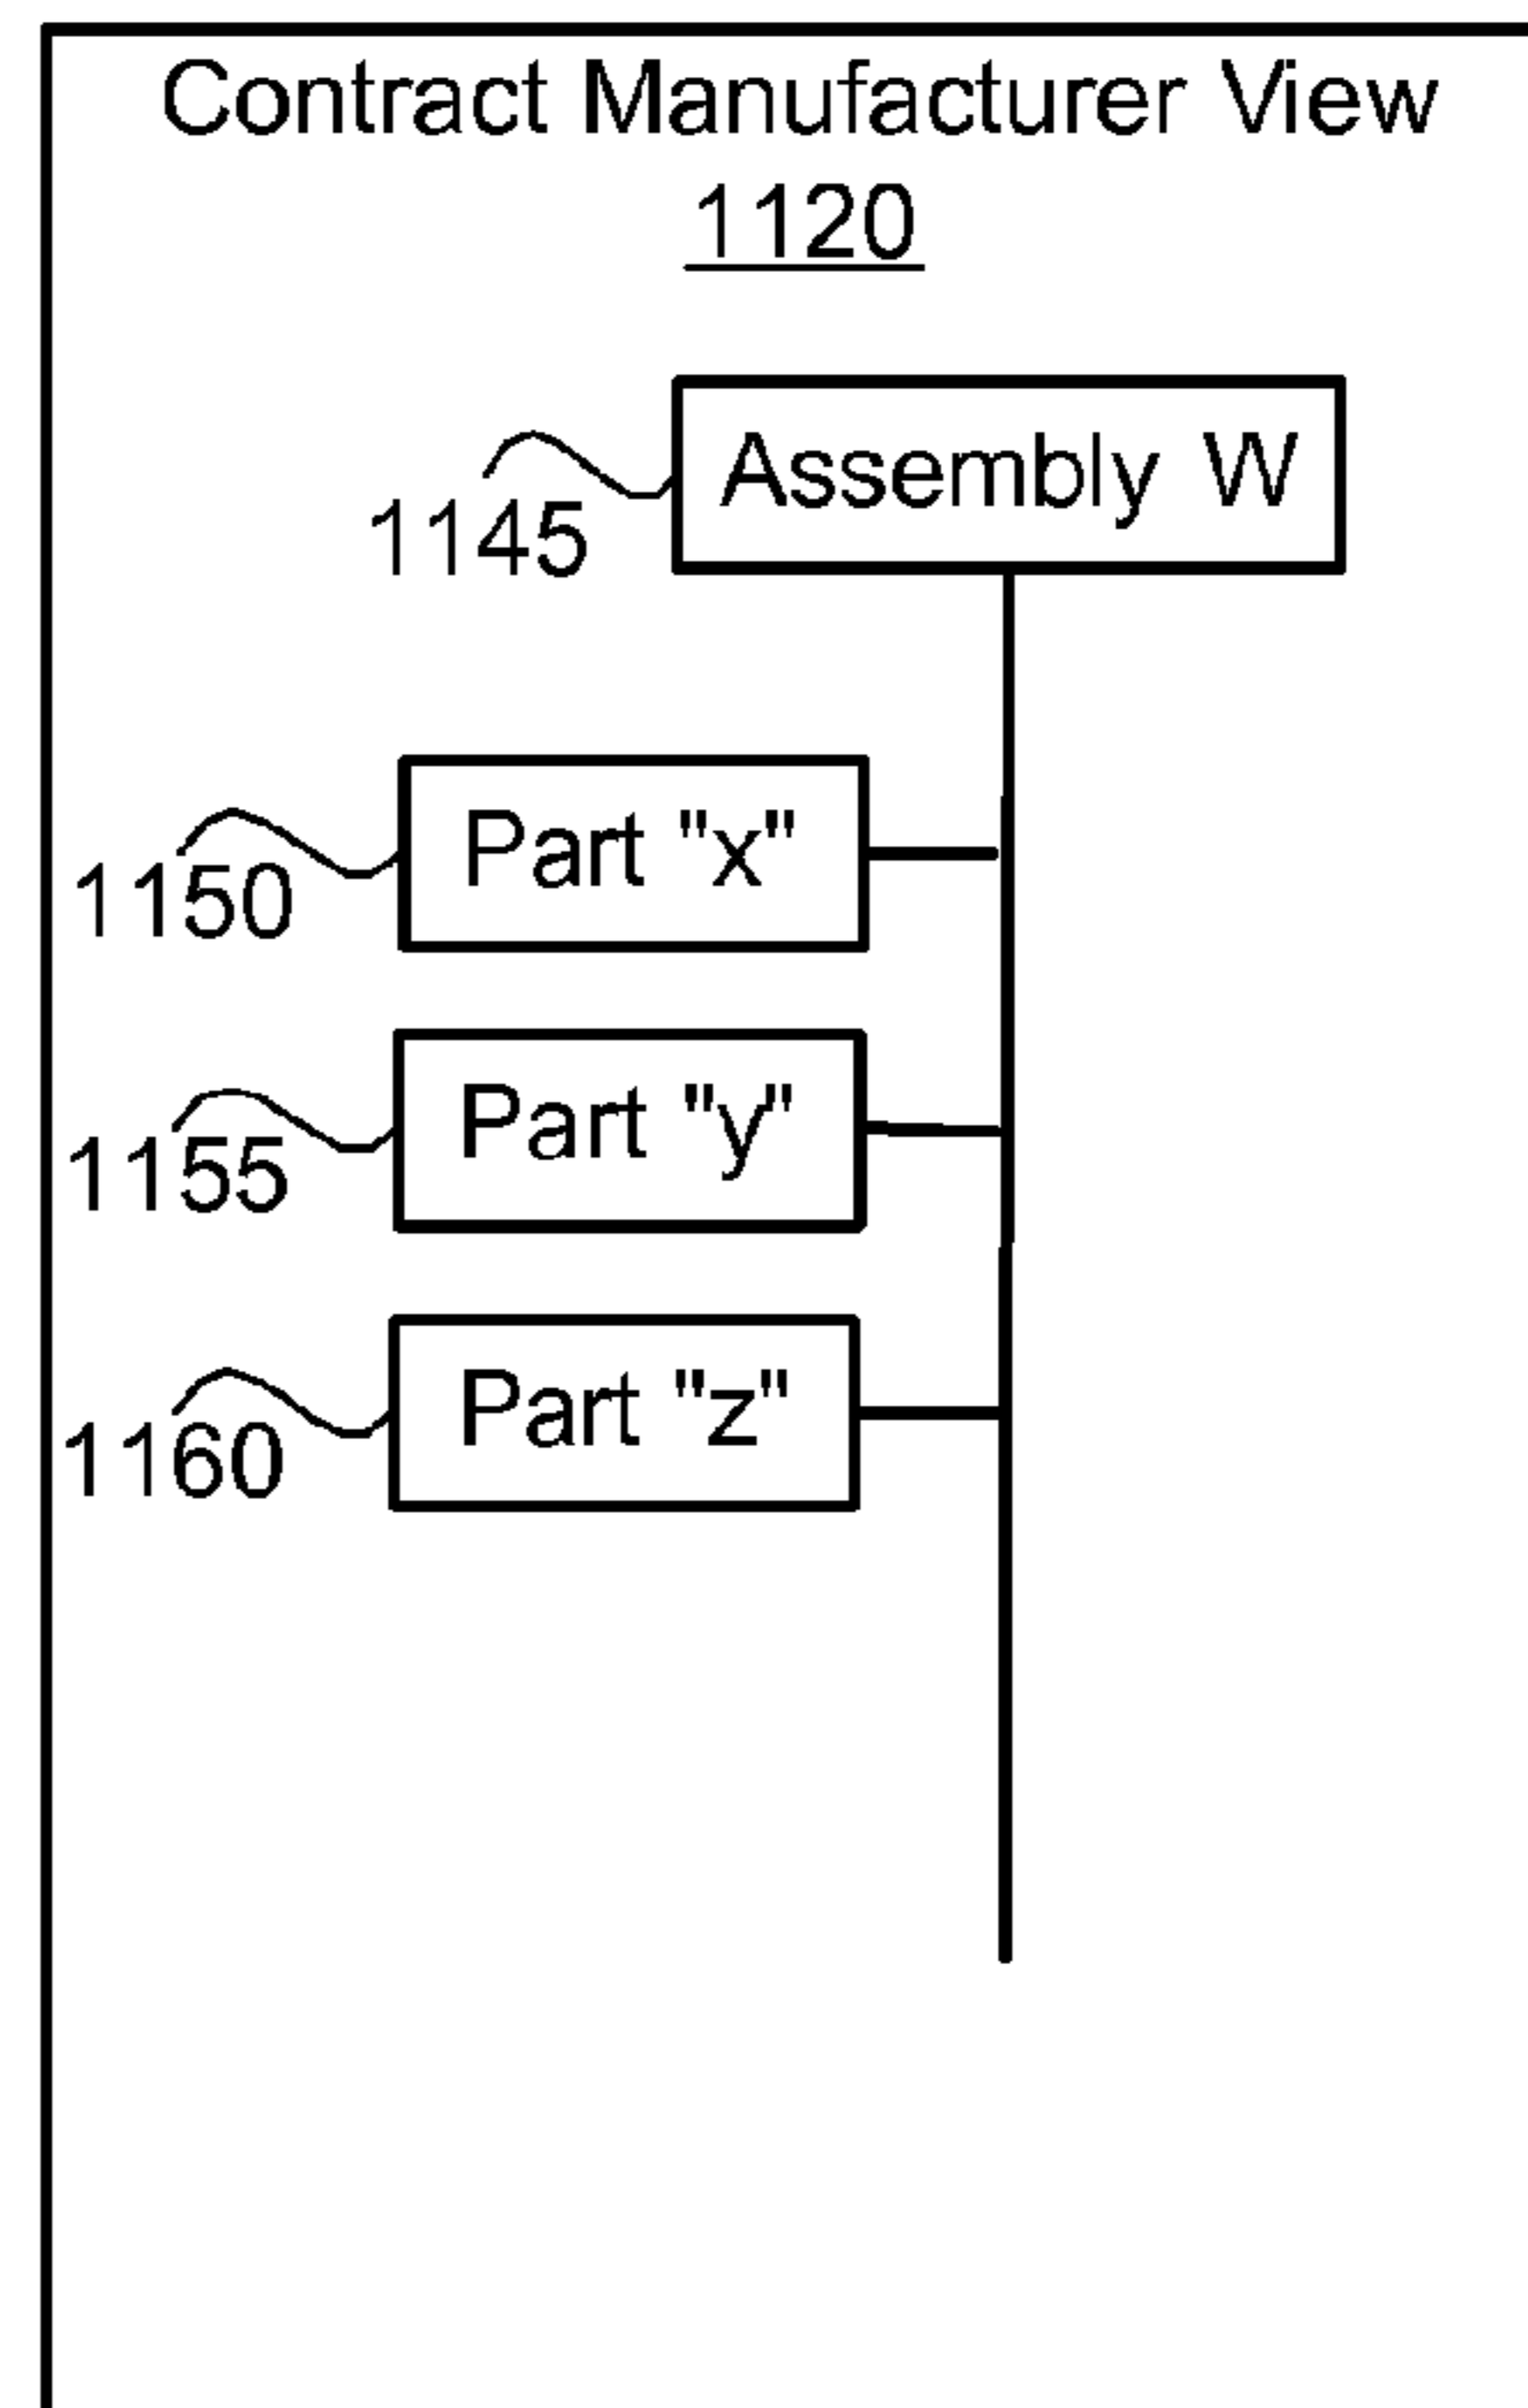 Contract Manufacturer View
1120
Assembly W
1145
Part "x"
1150
Part "y"
1155
Part "z"
1160